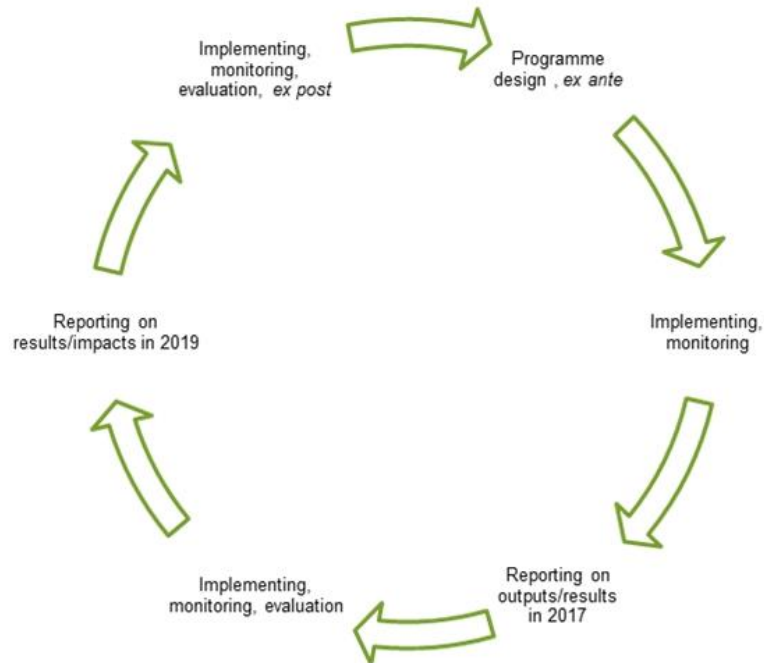 Implementing,
monitoring,
evaluation, ex post
Programme
design , ex ante
Implementing,
monitoring
Reporting on
outputs/results
in 2017
Implementing,
monitoring, evaluation
Reporting on
results/impacts in 2019